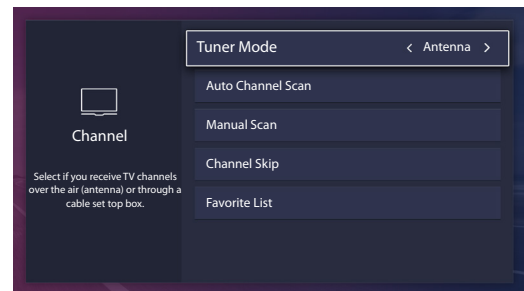 Channel
Select if you receive TV channels
over the air (antenna) or through a
cable set top box.
Tuner Mode < Antenna >
Auto Channel Scan
Manual Scan
Channel Skip
Favorite List